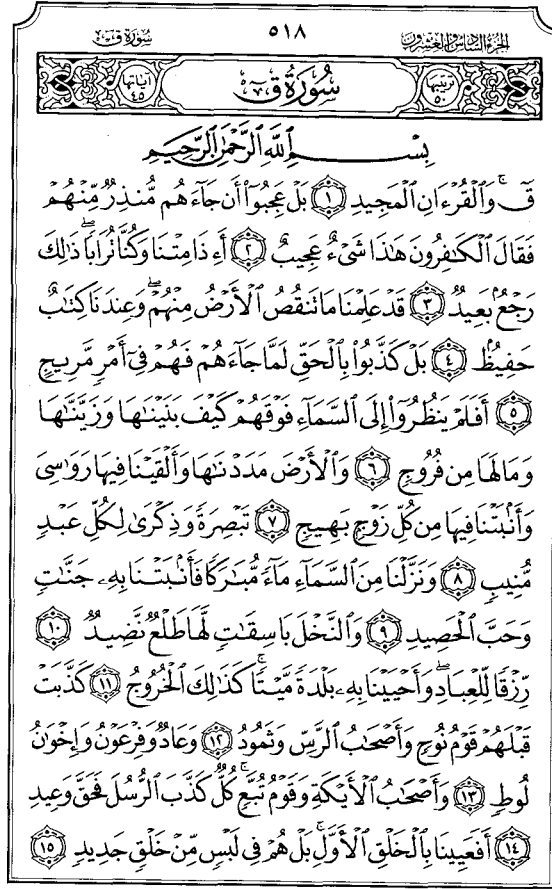 الجزء السادس والعشرون ٥١٨ سورة ق
ترتيبها ٥٠ سُورَةُ قٓ آياتها ٤٥
بِسْمِ ٱللَّهِ ٱلرَّحْمَٰنِ ٱلرَّحِيمِ
قٓۚ وَٱلْقُرْءَانِ ٱلْمَجِيدِ ١ بَلْ عَجِبُوٓا۟ أَن جَآءَهُم مُّنذِرٌ مِّنْهُمْ
فَقَالَ ٱلْكَٰفِرُونَ هَٰذَا شَىْءٌ عَجِيبٌ ٢ أَءِذَا مِتْنَا وَكُنَّا تُرَابًاۖ ذَٰلِكَ
رَجْعٌۢ بَعِيدٌ ٣ قَدْ عَلِمْنَا مَا تَنقُصُ ٱلْأَرْضُ مِنْهُمْۖ وَعِندَنَا كِتَٰبٌ
حَفِيظٌۢ ٤ بَلْ كَذَّبُوا۟ بِٱلْحَقِّ لَمَّا جَآءَهُمْ فَهُمْ فِىٓ أَمْرٍ مَّرِيجٍ
٥ أَفَلَمْ يَنظُرُوٓا۟ إِلَى ٱلسَّمَآءِ فَوْقَهُمْ كَيْفَ بَنَيْنَٰهَا وَزَيَّنَّٰهَا
وَمَا لَهَا مِن فُرُوجٍ ٦ وَٱلْأَرْضَ مَدَدْنَٰهَا وَأَلْقَيْنَا فِيهَا رَوَٰسِىَ
وَأَنۢبَتْنَا فِيهَا مِن كُلِّ زَوْجٍۭ بَهِيجٍ ٧ تَبْصِرَةً وَذِكْرَىٰ لِكُلِّ عَبْدٍ
مُّنِيبٍ ٨ وَنَزَّلْنَا مِنَ ٱلسَّمَآءِ مَآءً مُّبَٰرَكًا فَأَنۢبَتْنَا بِهِۦ جَنَّٰتٍ
وَحَبَّ ٱلْحَصِيدِ ٩ وَٱلنَّخْلَ بَاسِقَٰتٍ لَّهَا طَلْعٌ نَّضِيدٌ ١٠
رِّزْقًا لِّلْعِبَادِۖ وَأَحْيَيْنَا بِهِۦ بَلْدَةً مَّيْتًاۚ كَذَٰلِكَ ٱلْخُرُوجُ ١١ كَذَّبَتْ
قَبْلَهُمْ قَوْمُ نُوحٍ وَأَصْحَٰبُ ٱلرَّسِّ وَثَمُودُ ١٢ وَعَادٌ وَفِرْعَوْنُ وَإِخْوَٰنُ
لُوطٍ ١٣ وَأَصْحَٰبُ ٱلْأَيْكَةِ وَقَوْمُ تُبَّعٍۚ كُلٌّ كَذَّبَ ٱلرُّسُلَ فَحَقَّ وَعِيدِ
١٤ أَفَعَيِينَا بِٱلْخَلْقِ ٱلْأَوَّلِۚ بَلْ هُمْ فِى لَبْسٍ مِّنْ خَلْقٍ جَدِيدٍ ١٥